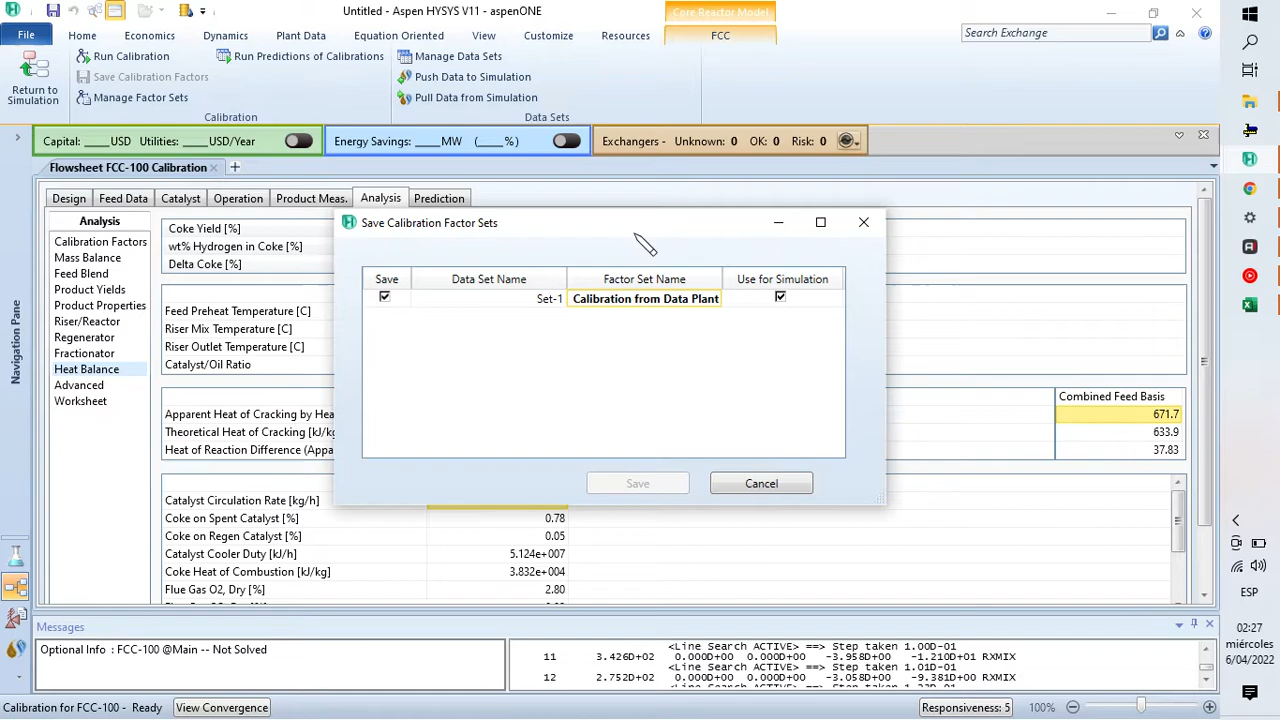 Untitled - Aspen HYSYS V11 - aspenONE
Core Reactor Model
File
Home
Economics
Dynamics
Plant Data
Equation Oriented
View
Customize
Resources
FCC
Search Exchange
Return to
Simulation
Run Calibration
Save Calibration Factors
Manage Factor Sets
Run Predictions of Calibrations
Calibration
Manage Data Sets
Push Data to Simulation
Pull Data from Simulation
Data Sets
Capital: ____ USD Utilities: ____ USD/Year
Energy Savings: ____ MW (____ %)
Exchangers - Unknown: 0 OK: 0 Risk: 0
Flowsheet FCC-100 Calibration
Design
Feed Data
Catalyst
Operation
Product Meas.
Analysis
Prediction
Navigation Pane
Analysis
Calibration Factors
Mass Balance
Feed Blend
Product Yields
Product Properties
Riser/Reactor
Regenerator
Fractionator
Heat Balance
Advanced
Worksheet
Coke Yield [%]
wt% Hydrogen in Coke [%]
Delta Coke [%]
Feed Preheat Temperature [C]
Riser Mix Temperature [C]
Riser Outlet Temperature [C]
Catalyst/Oil Ratio
Combined Feed Basis
Apparent Heat of Cracking by Hea
671.7
Theoretical Heat of Cracking [kJ/k
633.9
Heat of Reaction Difference (Appa
37.83
Catalyst Circulation Rate [kg/h]
Coke on Spent Catalyst [%]
0.78
Coke on Regen Catalyst [%]
0.05
Catalyst Cooler Duty [kJ/h]
5.124e+007
Coke Heat of Combustion [kJ/kg]
3.832e+004
Flue Gas O2, Dry [%]
2.80
Save Calibration Factor Sets
Save
Data Set Name
Factor Set Name
Use for Simulation
Set-1
Calibration from Data Plant
Save
Cancel
Messages
Optional Info : FCC-100 @Main -- Not Solved
<Line Search ACTIVE> ==> Step taken 1.00D-01
11 3.426D+02 0.000D+00 0.000D+00 -3.958D+00 -1.210D+01 RXMIX
<Line Search ACTIVE> ==> Step taken 1.01D-01
12 2.752D+02 0.000D+00 0.000D+00 -3.058D+00 -9.381D+00 RXMIX
Calibration for FCC-100 - Ready
View Convergence
Responsiveness: 5
100%
ESP
02:27
miércoles
6/04/2022